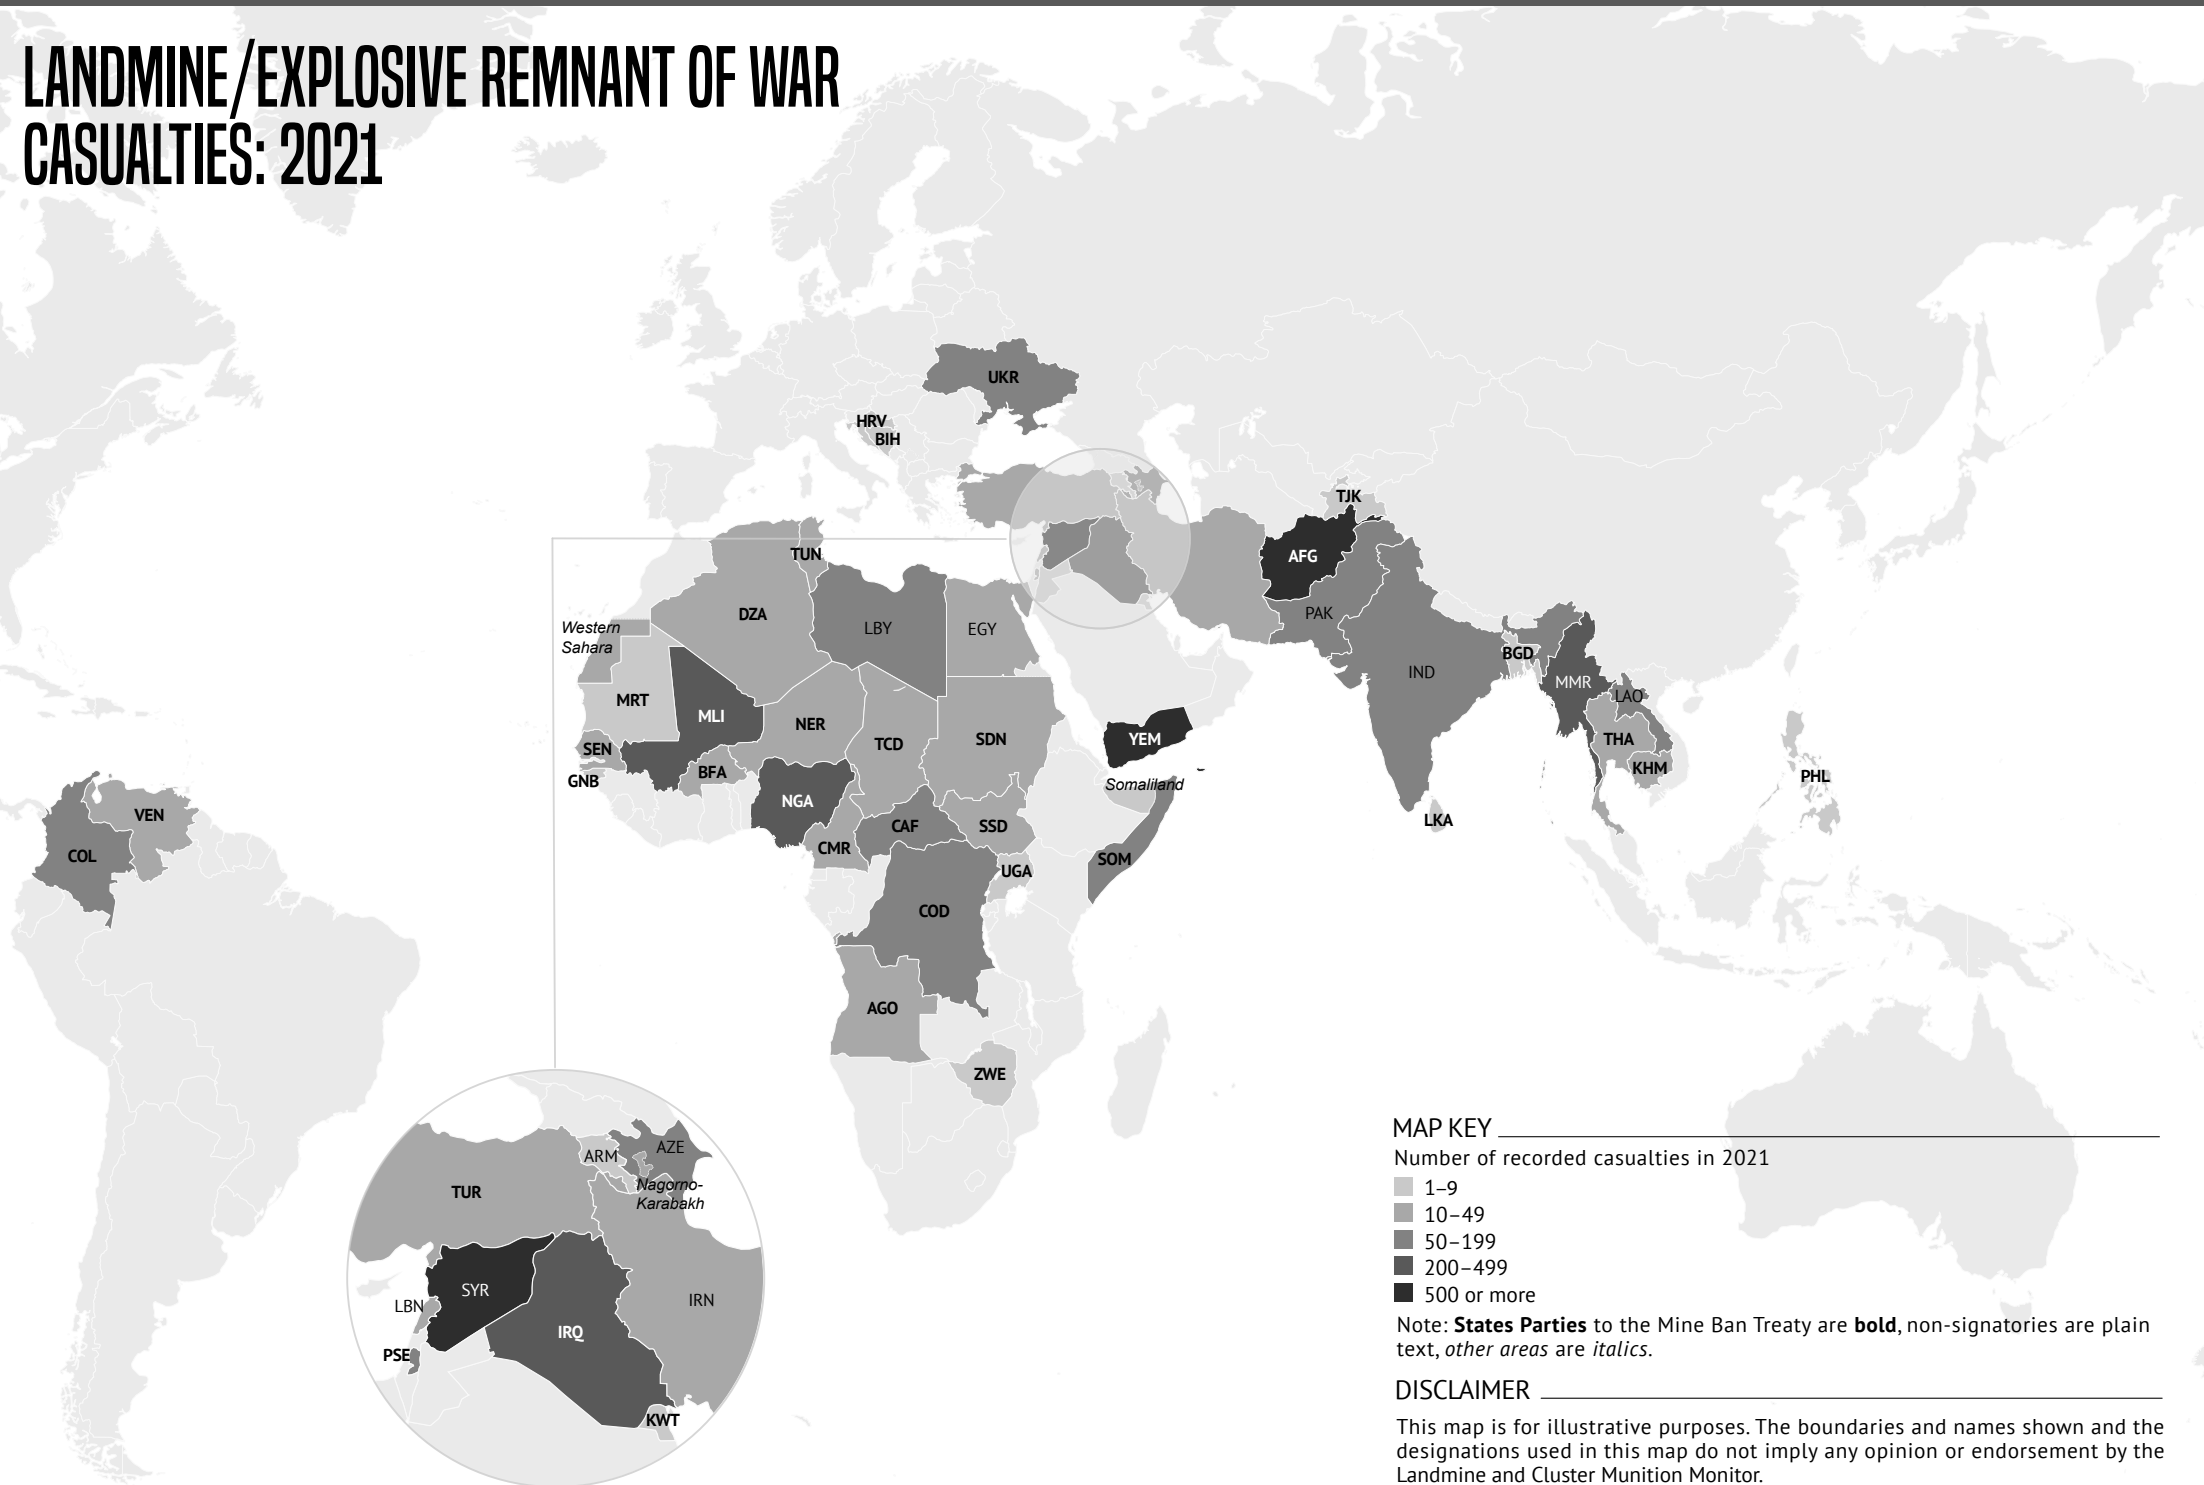 LANDMINE/EXPLOSIVE REMNANT OF WAR
CASUALTIES: 2021
UKR
HRV
BIH
TJK
AFG
TUN
DZA
LBY
EGY
PAK
Western
Sahara
IND
BGD
MMR
LAO
MRT
MLI
NER
TCD
SDN
YEM
THA
SEN
GNB
BFA
KHM
PHL
Somaliland
NGA
VEN
COL
CAF
SSD
LKA
CMR
UGA
SOM
COD
AGO
ZWE
ARM
AZE
Nagorno-
Karabakh
TUR
SYR
LBN
IRN
IRQ
PSE
KWT
MAP KEY
Number of recorded casualties in 2021
1–9
10–49
50–199
200–499
500 or more
Note: States Parties to the Mine Ban Treaty are bold, non-signatories are plain
text, other areas are italics.
DISCLAIMER
This map is for illustrative purposes. The boundaries and names shown and the
designations used in this map do not imply any opinion or endorsement by the
Landmine and Cluster Munition Monitor.